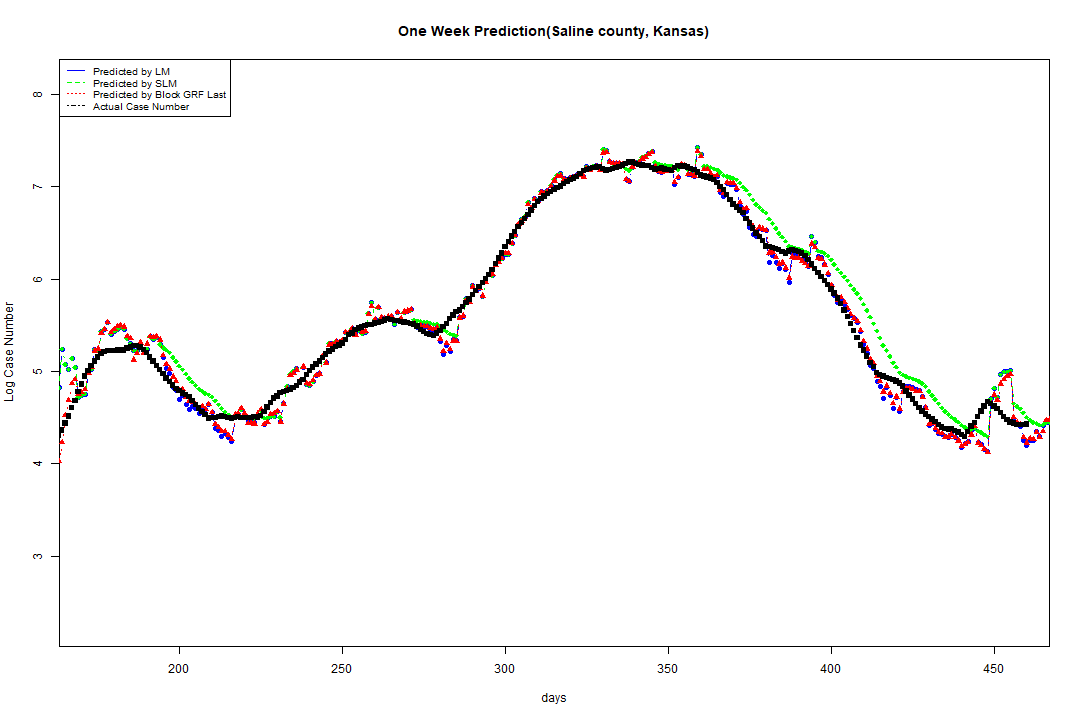 One Week Prediction(Saline county, Kansas)
Predicted by LM
Predicted by SLM
Predicted by Block GRF Last
Actual Case Number
Log Case Number
8
7
6
5
4
3
200 250 300 350 400 450
days